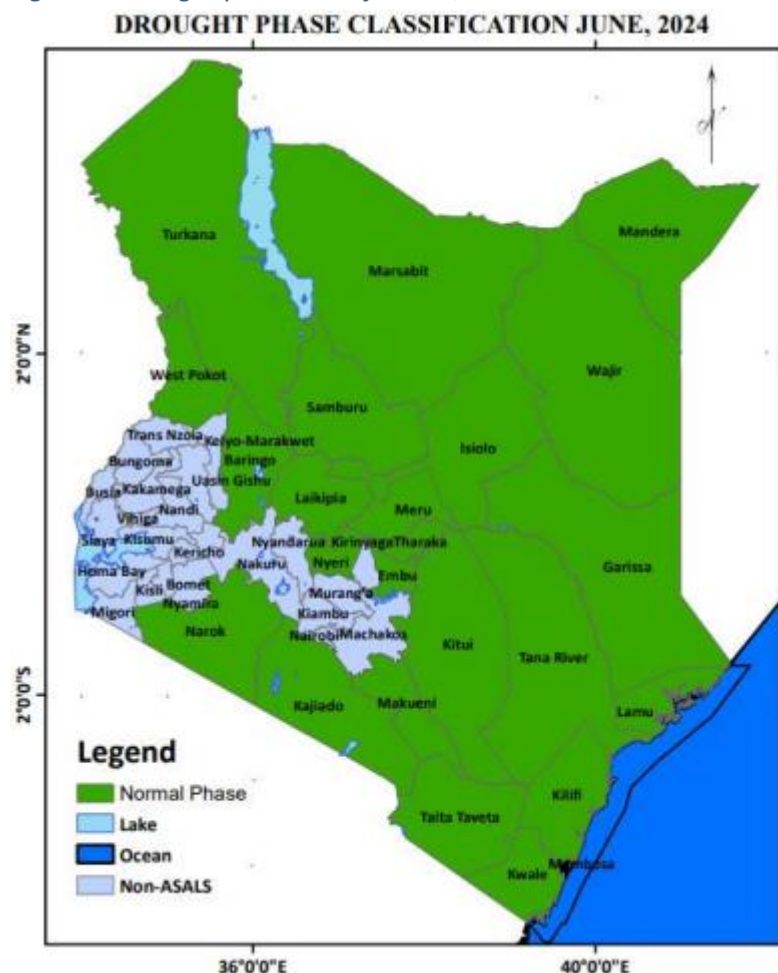 DROUGHT PHASE CLASSIFICATION JUNE, 2024
Turkana
Mandera
Marsabit
2°0'0"N
Wajir
West Pokot
Samburu
Trans Nzoia
Keiyo-Marakwet
Isiolo
Bungoma
Baringo
Uasin Gishu
Busia
Kakamega
Laikipia
Nandi
Meru
Vihiga
Siaya
Kisumu
Nyandarua
Kirinyaga
Tharaka
Kericho
Nakuru
Nyeri
Garissa
Homa Bay
Embu
Kisii
Bomet
Murang'a
Nyamira
Migori
Kiambu
Narok
Nairobi
Machakos
Kitui
Tana River
2°0'0"S
Kajiado
Makueni
Lamu
Legend
Normal Phase
Lake
Ocean
Non-ASALS
Kilifi
Taita Taveta
Mombasa
Kwale
36°0'0"E
40°0'0"E